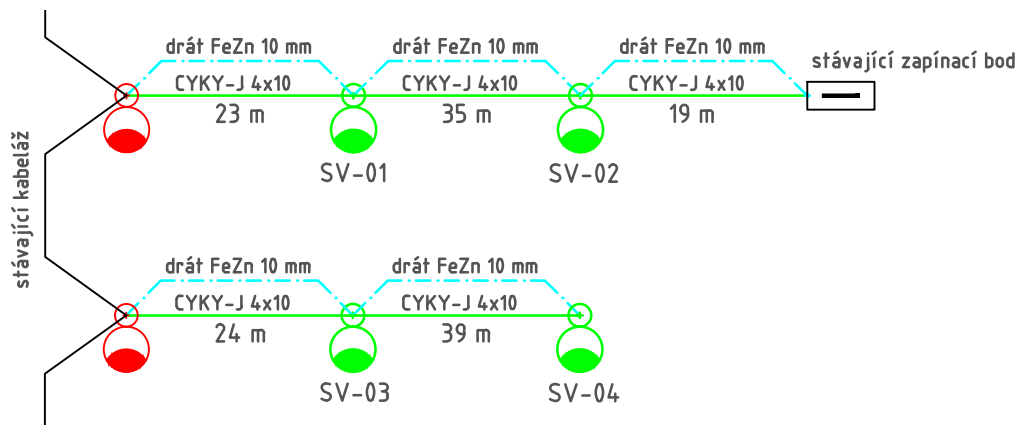 drát FeZn 10 mm
drát FeZn 10 mm
drát FeZn 10 mm
stávající zapínací bod
CYKY-J 4x10
CYKY-J 4x10
CYKY-J 4x10
23 m
35 m
19 m
SV-01
SV-02
stávající kabeláž
drát FeZn 10 mm
drát FeZn 10 mm
CYKY-J 4x10
CYKY-J 4x10
24 m
39 m
SV-03
SV-04